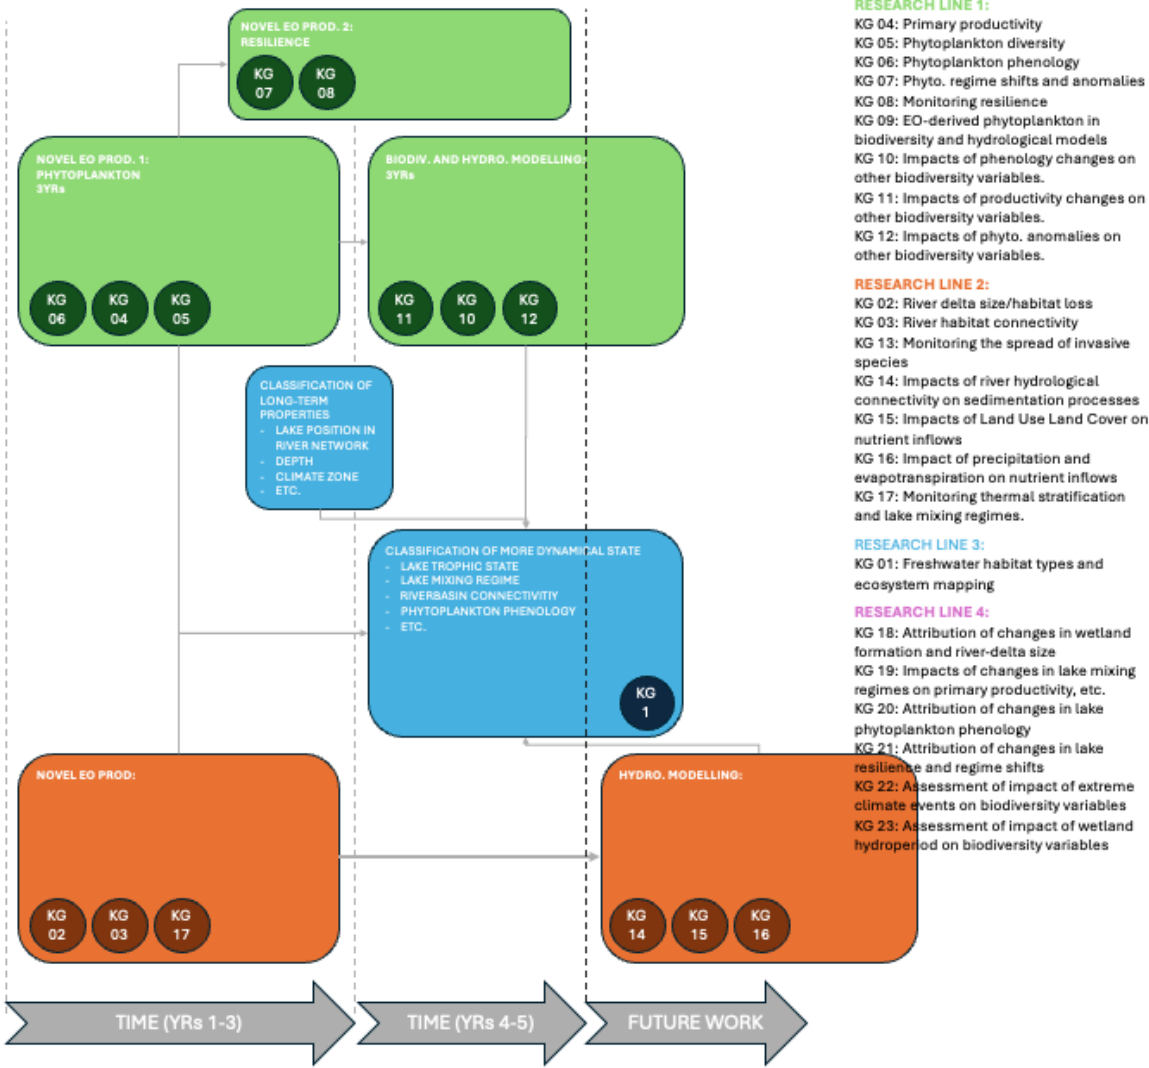 NOVEL EO PROD. 2:
RESILIENCE
KG
07
KG
08
NOVEL EO PROD. 1:
PHYTOPLANKTON
3YRs
KG
06
KG
04
KG
05
BIODIV. AND HYDRO. MODELLING:
3YRs
KG
11
KG
10
KG
12
CLASSIFICATION OF
LONG-TERM
PROPERTIES
- LAKE POSITION IN
RIVER NETWORK
- DEPTH
- CLIMATE ZONE
- ETC.
CLASSIFICATION OF MORE DYNAMICAL STATE
- LAKE TROPHIC STATE
- LAKE MIXING REGIME
- RIVERBASIN CONNECTIVITIY
- PHYTOPLANKTON PHENOLOGY
- ETC.
KG
1
NOVEL EO PROD:
KG
02
KG
03
KG
17
HYDRO. MODELLING:
KG
14
KG
15
KG
16
TIME (YRs 1-3)
TIME (YRs 4-5)
FUTURE WORK
RESEARCH LINE 1:
KG 04: Primary productivity
KG 05: Phytoplankton diversity
KG 06: Phytoplankton phenology
KG 07: Phyto. regime shifts and anomalies
KG 08: Monitoring resilience
KG 09: EO-derived phytoplankton in
biodiversity and hydrological models
KG 10: Impacts of phenology changes on
other biodiversity variables.
KG 11: Impacts of productivity changes on
other biodiversity variables.
KG 12: Impacts of phyto. anomalies on
other biodiversity variables.
RESEARCH LINE 2:
KG 02: River delta size/habitat loss
KG 03: River habitat connectivity
KG 13: Monitoring the spread of invasive
species
KG 14: Impacts of river hydrological
connectivity on sedimentation processes
KG 15: Impacts of Land Use Land Cover on
nutrient inflows
KG 16: Impact of precipitation and
evapotranspiration on nutrient inflows
KG 17: Monitoring thermal stratification
and lake mixing regimes.
RESEARCH LINE 3:
KG 01: Freshwater habitat types and
ecosystem mapping
RESEARCH LINE 4:
KG 18: Attribution of changes in wetland
formation and river-delta size
KG 19: Impacts of changes in lake mixing
regimes on primary productivity, etc.
KG 20: Attribution of changes in lake
phytoplankton phenology
KG 21: Attribution of changes in lake
resilience and regime shifts
KG 22: Assessment of impact of extreme
climate events on biodiversity variables
KG 23: Assessment of impact of wetland
hydroperiod on biodiversity variables